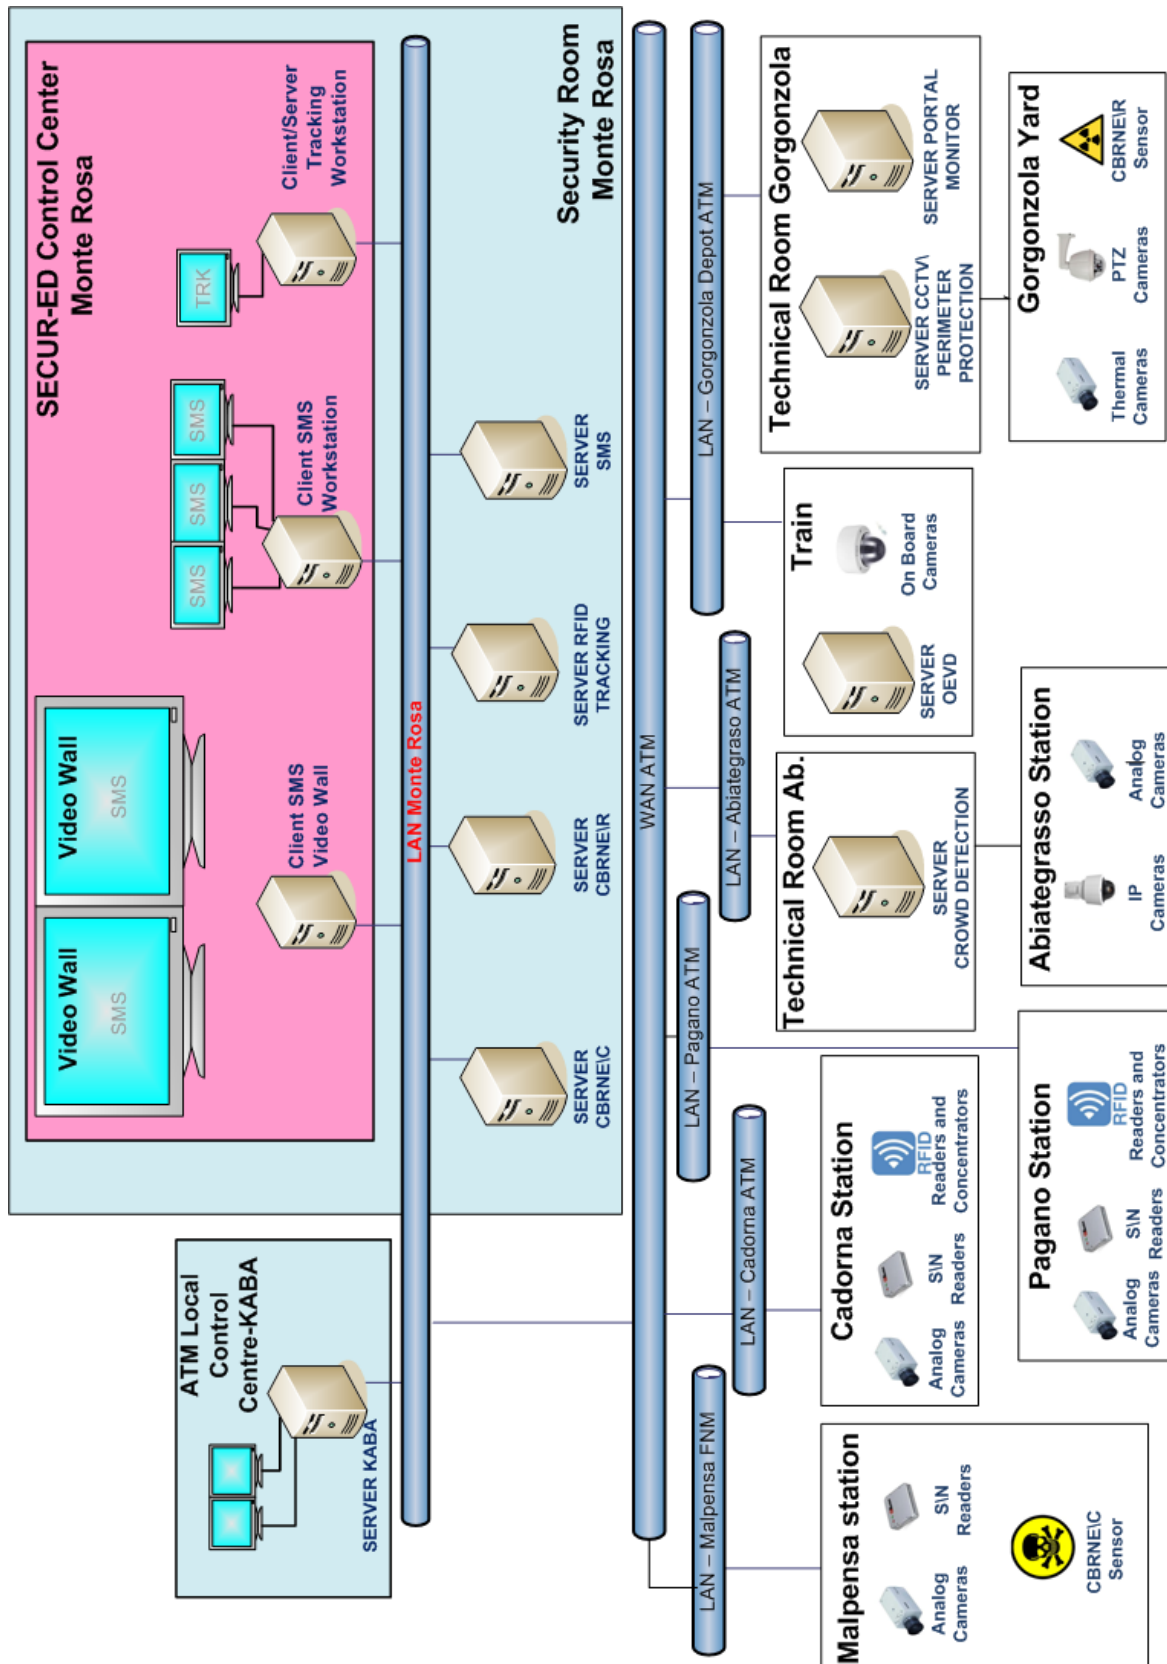 SECUR-ED Control Center
Monte Rosa
Video Wall
SMS
Video Wall
SMS
SMS
SMS
SMS
TRK
Client SMS
Video Wall
Client SMS
Workstation
Client/Server
Tracking
Workstation
ATM Local
Control
Centre-KABA
SERVER KABA
LAN Monte Rosa
SERVER
CBRNE\C
SERVER
CBRNE\R
SERVER RFID
TRACKING
SERVER
SMS
Security Room
Monte Rosa
WAN ATM
LAN – Malpensa FNM
LAN – Cadorna ATM
LAN – Pagano ATM
LAN – Abiategraso ATM
LAN – Gorgonzola Depot ATM
Malpensa station
Analog
Cameras
S\N
Readers
CBRNE\C
Sensor
Cadorna Station
Analog
Cameras
S\N
Readers
RFID
Readers and
Concentrators
Pagano Station
Analog
Cameras
S\N
Readers
RFID
Readers and
Concentrators
Technical Room Ab.
SERVER
CROWD DETECTION
Abiategrasso Station
IP
Cameras
Analog
Cameras
Train
SERVER
OEVD
On Board
Cameras
Technical Room Gorgonzola
SERVER CCTV\
PERIMETER
PROTECTION
SERVER PORTAL
MONITOR
Gorgonzola Yard
Thermal
Cameras
PTZ
Cameras
CBRNE\R
Sensor